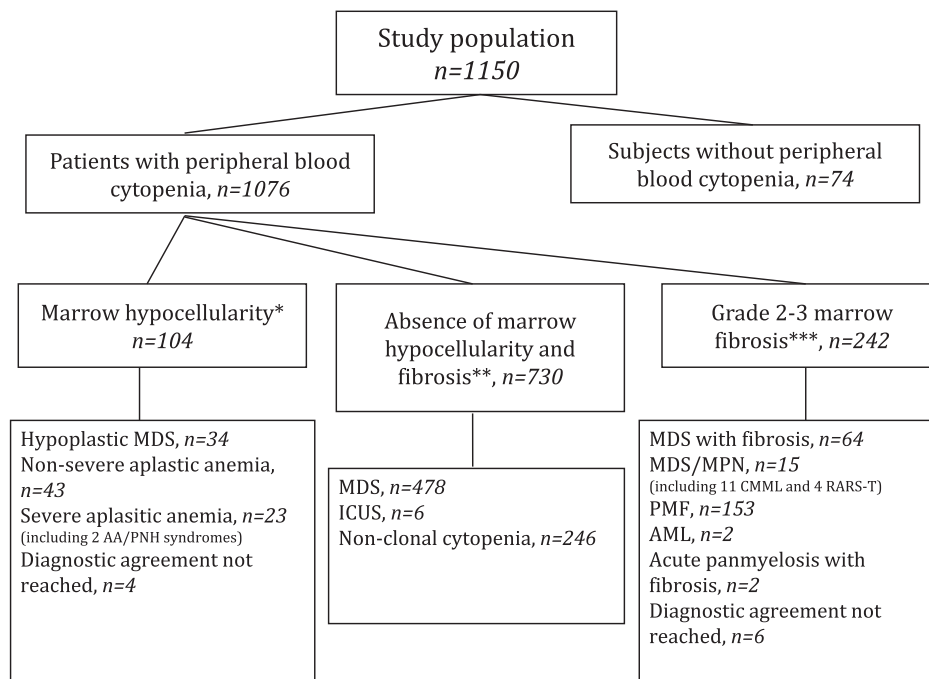 Study population
n=1150
Patients with peripheral blood
cytopenia, n=1076
Subjects without peripheral
blood cytopenia, n=74
Marrow hypocellularity*
n=104
Absence of marrow
hypocellularity and
fibrosis**, n=730
Grade 2-3 marrow
fibrosis***, n=242
Hypoplastic MDS, n=34
Non-severe aplastic anemia,
n=43
Severe aplasitic anemia, n=23
(including 2 AA/PNH syndromes)
Diagnostic agreement not
reached, n=4
MDS, n=478
ICUS, n=6
Non-clonal cytopenia, n=246
MDS with fibrosis, n=64
MDS/MPN, n=15
(including 11 CMML and 4 RARS-T)
PMF, n=153
AML, n=2
Acute panmyelosis with
fibrosis, n=2
Diagnostic agreement not
reached, n=6